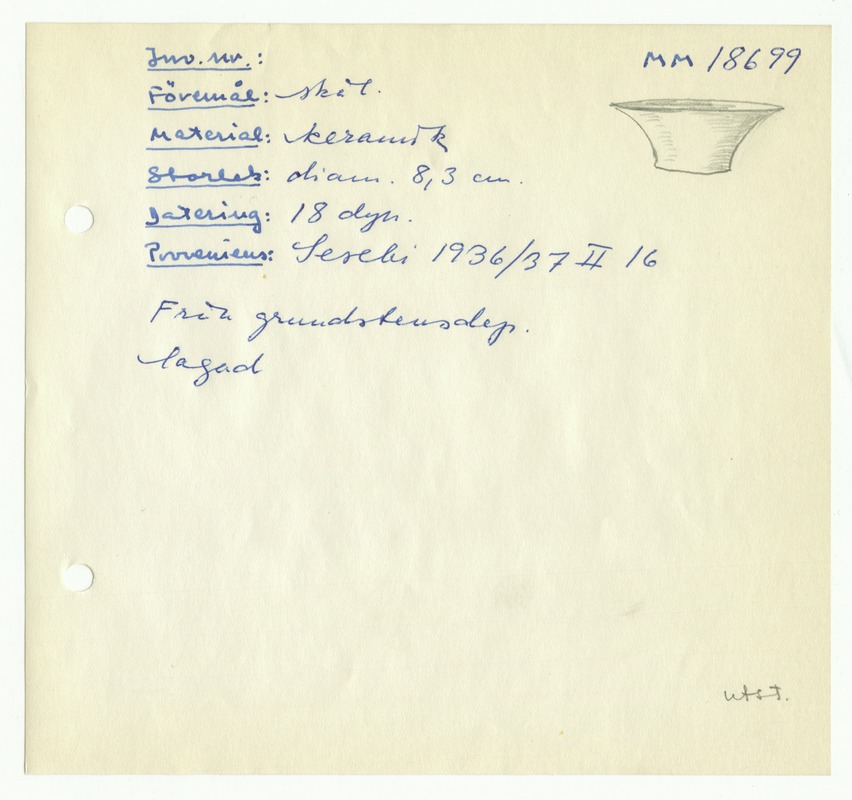 Inv. nr.: MM 18699
Föremål: skål.
Material: keramik
Storlek: diam. 8,3 cm.
Datering: 18 dyn.
Proveniens: Sesebi 1936/37 II 16
Från grundstensdep.
lagad
utst.